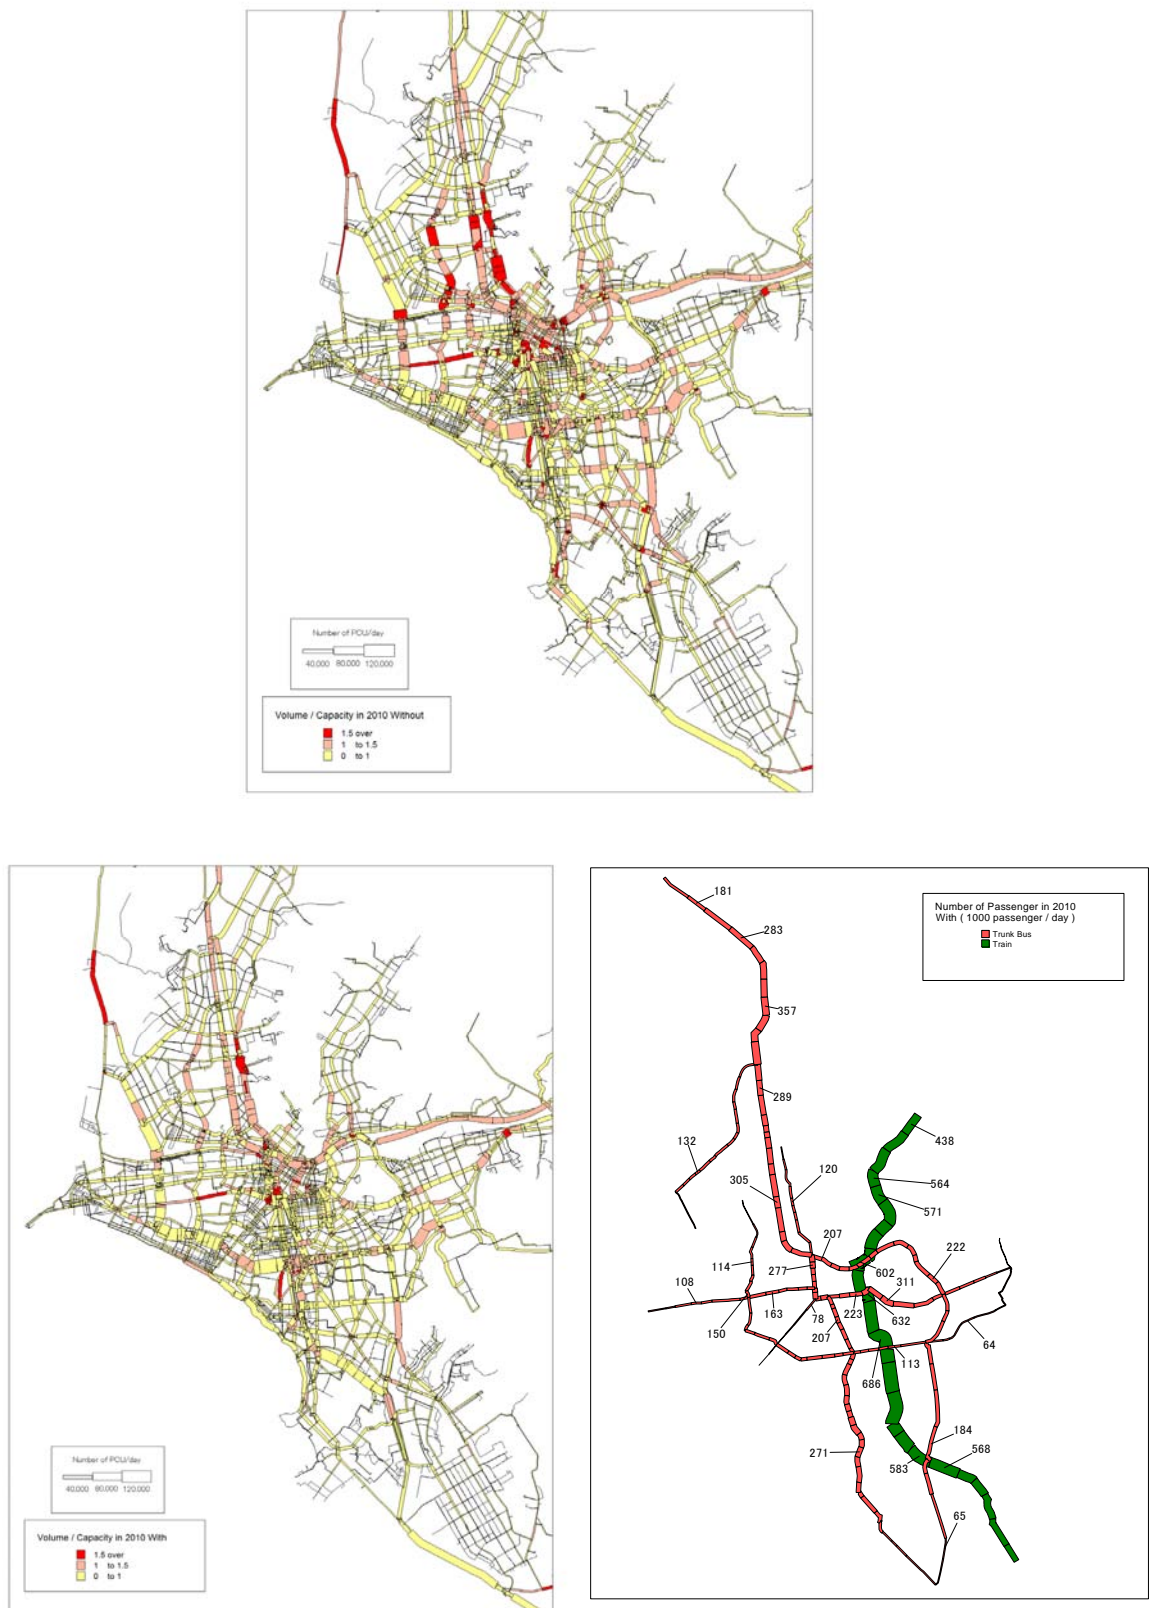 Number of PCU/day
40,000 80,000 120,000
Volume / Capacity in 2010 Without
1.5 over
1 to 1.5
0 to 1
Number of PCU/day
40,000 80,000 120,000
Volume / Capacity in 2010 With
1.5 over
1 to 1.5
0 to 1
Number of Passenger in 2010
With ( 1000 passenger / day )
Trunk Bus
Train
181
283
357
289
132
438
564
120
571
305
207
222
114
277
602
311
108
163
223
632
150
78
207
64
113
686
184
271
583
568
65